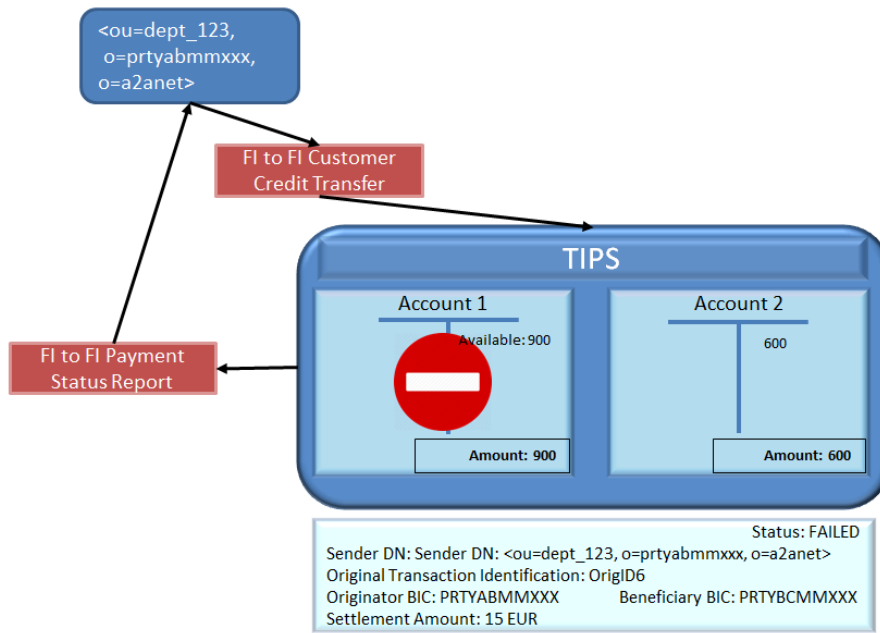 <ou=dept_123,
o=prtyabmmxxx,
o=a2anet>
FI to FI Customer
Credit Transfer
TIPS
Account 1
Available: 900
Amount: 900
Account 2
600
Amount: 600
FI to FI Payment
Status Report
Status: FAILED
Sender DN: Sender DN: <ou=dept_123, o=prtyabmmxxx, o=a2anet>
Original Transaction Identification: OrigID6
Originator BIC: PRTYABMMXXX Beneficiary BIC: PRTYBCMMXXX
Settlement Amount: 15 EUR